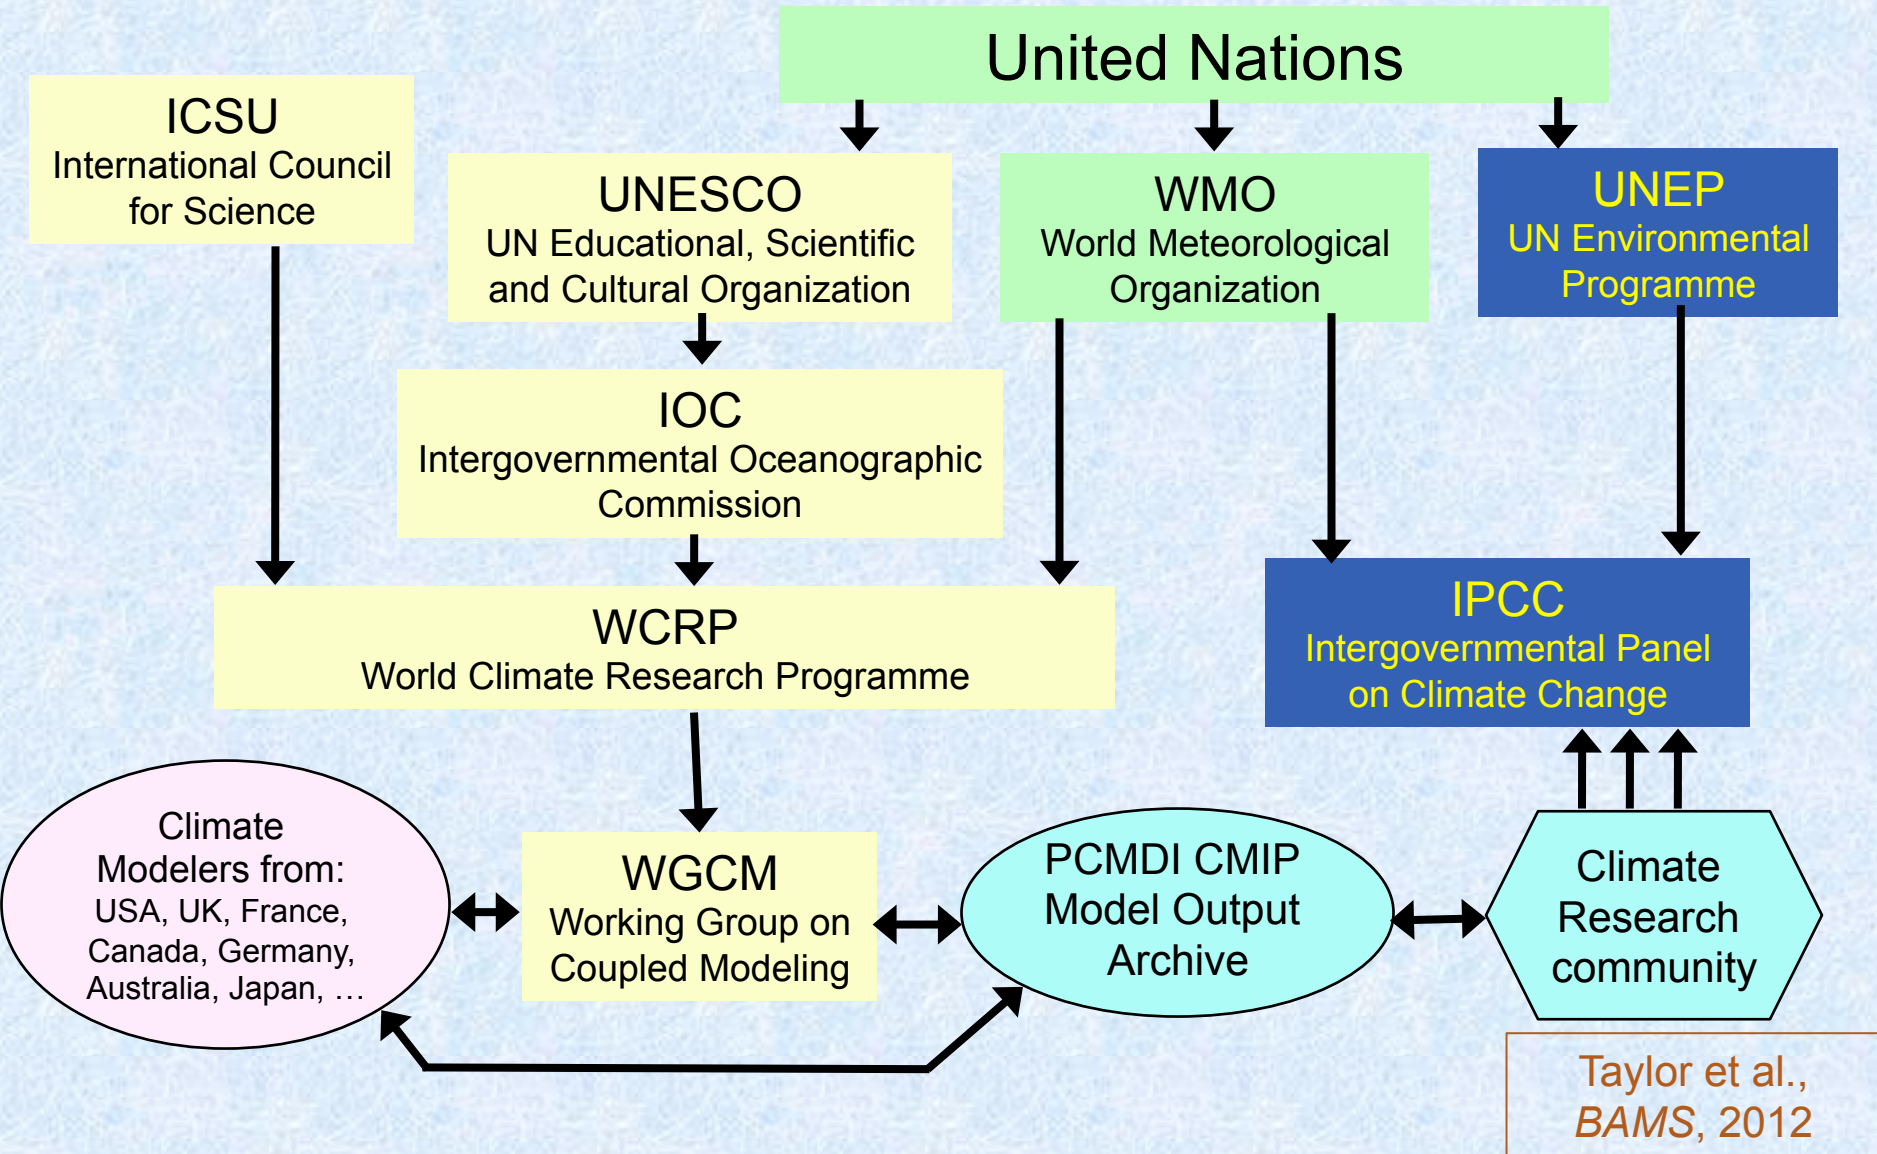 United Nations
ICSU
International Council
for Science
UNESCO
UN Educational, Scientific
and Cultural Organization
WMO
World Meteorological
Organization
UNEP
UN Environmental
Programme
IOC
Intergovernmental Oceanographic
Commission
WCRP
World Climate Research Programme
IPCC
Intergovernmental Panel
on Climate Change
Climate
Modelers from:
USA, UK, France,
Canada, Germany,
Australia, Japan, …
WGCM
Working Group on
Coupled Modeling
PCMDI CMIP
Model Output
Archive
Climate
Research
community
Taylor et al.,
BAMS, 2012